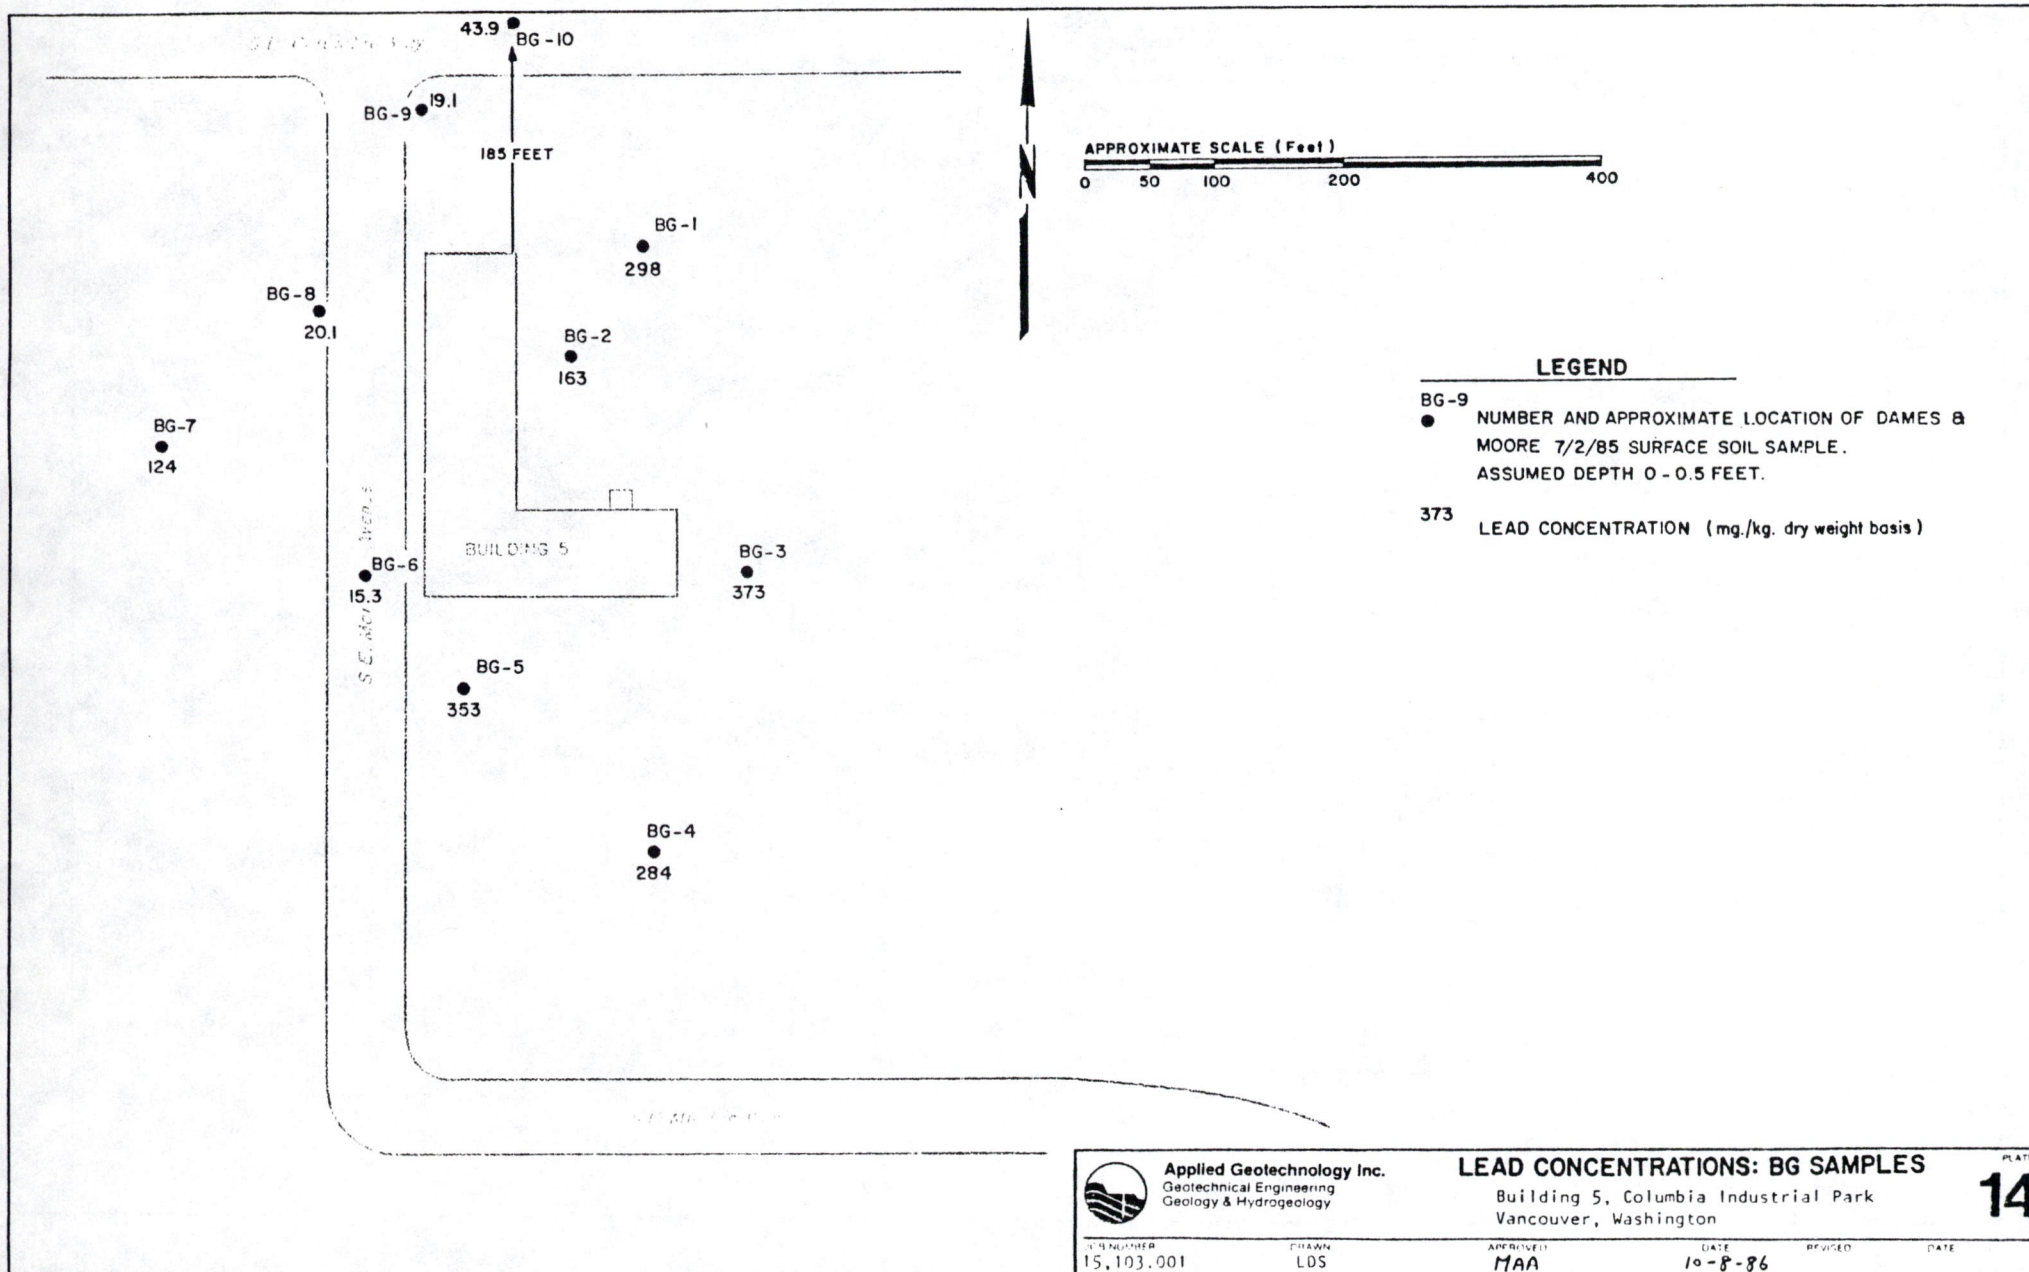 43.9
BG-10
19.1
BG-9
185 FEET
N
APPROXIMATE SCALE (Feet)
0 50 100 200 400
BG-1
298
BG-8
20.1
BG-2
163
LEGEND
BG-9
NUMBER AND APPROXIMATE LOCATION OF DAMES &
MOORE 7/2/85 SURFACE SOIL SAMPLE.
ASSUMED DEPTH 0-0.5 FEET.
373
LEAD CONCENTRATION (mg./kg. dry weight basis)
BG-7
124
BUILDING 5
BG-6
15.3
S.E.
BG-3
373
BG-5
353
BG-4
284
Applied Geotechnology Inc.
Geotechnical Engineering
Geology & Hydrogeology
LEAD CONCENTRATIONS: BG SAMPLES
Building 5, Columbia Industrial Park
Vancouver, Washington
PLATE
14
JOB NUMBER
15,103.001
DRAWN
LDS
APPROVED
MAA
DATE
10-8-86
REVISED
DATE